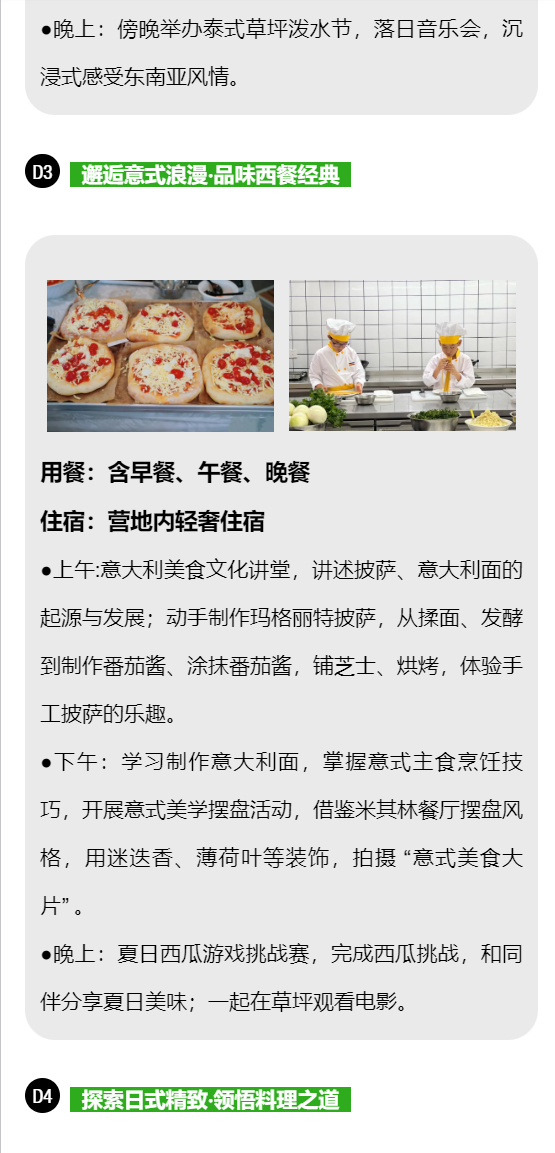 ●晚上：傍晚举办泰式草坪泼水节，落日音乐会，沉
浸式感受东南亚风情。
D3 邂逅意式浪漫·品味西餐经典
用餐：含早餐、午餐、晚餐
住宿：营地内轻奢住宿
●上午:意大利美食文化讲堂，讲述披萨、意大利面的
起源与发展；动手制作玛格丽特披萨，从揉面、发酵
到制作番茄酱、涂抹番茄酱，铺芝士、烘烤，体验手
工披萨的乐趣。
●下午：学习制作意大利面，掌握意式主食烹饪技
巧，开展意式美学摆盘活动，借鉴米其林餐厅摆盘风
格，用迷迭香、薄荷叶等装饰，拍摄“意式美食大
片”。
●晚上：夏日西瓜游戏挑战赛，完成西瓜挑战，和同
伴分享夏日美味；一起在草坪观看电影。
D4 探索日式精致·领悟料理之道